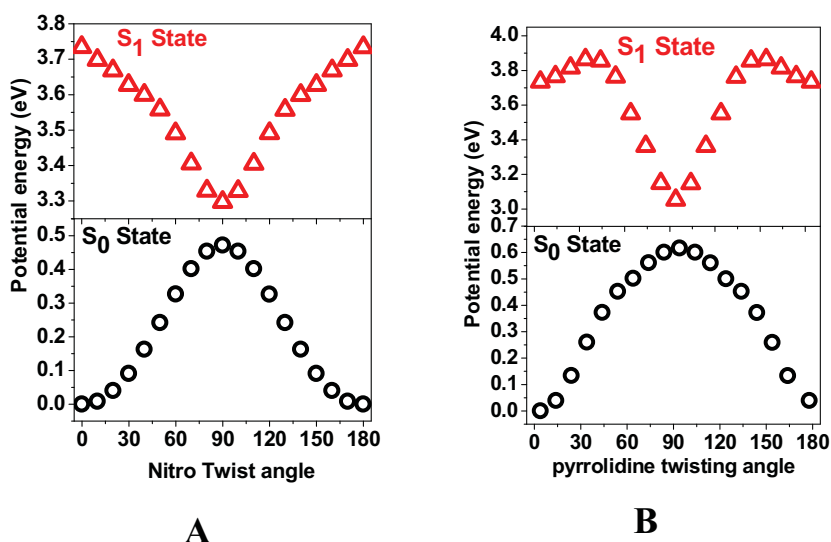 S1 State
Potential energy (eV)
3.8
3.7
3.6
3.5
3.4
3.3
S0 State
0.5
0.4
0.3
0.2
0.1
0.0
0 30 60 90 120 150 180
Nitro Twist angle
A
S1 State
Potential energy (eV)
4.0
3.8
3.6
3.4
3.2
3.0
0.7
S0 State
0.6
0.5
0.4
0.3
0.2
0.1
0.0
0 30 60 90 120 150 180
pyrrolidine twisting angle
B